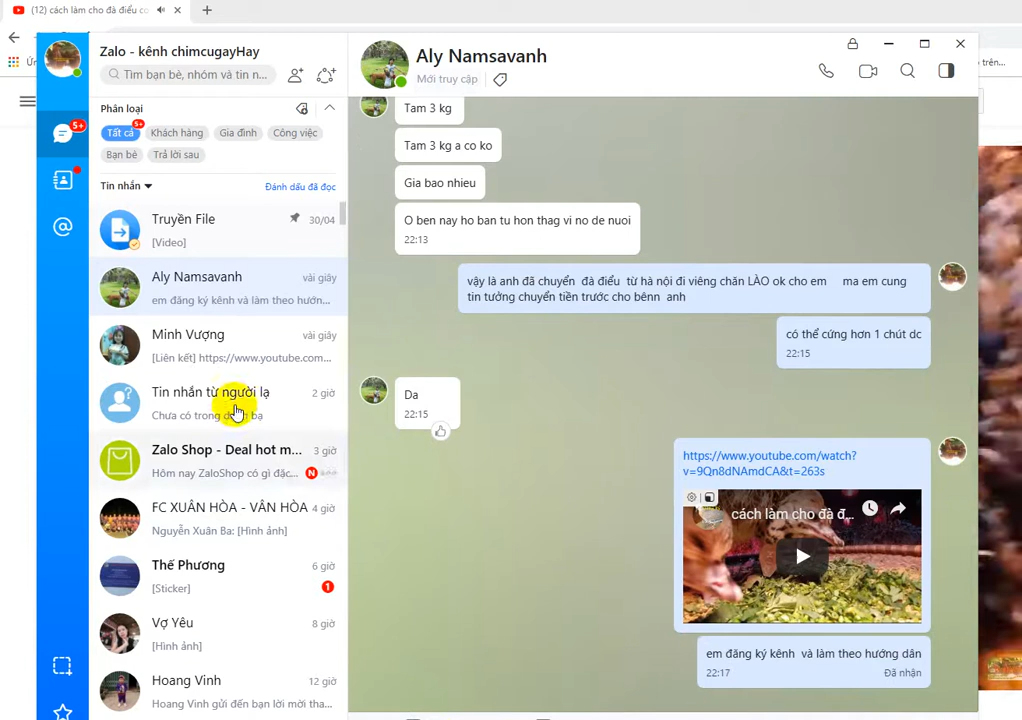 (12) cách làm cho đà điểu co
Zalo - kênh chimcugayHay
Tìm bạn bè, nhóm và tin n...
Phân loại
Tất cả
5+
Khách hàng
Gia đình
Công việc
Bạn bè
Trả lời sau
Tin nhắn
Đánh dấu đã đọc
5+
Truyền File
30/04
[Video]
Aly Namsavanh
vài giây
em đăng ký kênh và làm theo hướn...
Minh Vượng
vài giây
[Liên kết] https://www.youtube.com...
Tin nhắn từ người lạ
2 giờ
Chưa có trong bạ
Zalo Shop - Deal hot m...
3 giờ
Hôm nay ZaloShop có gì đặc...
N
FC XUÂN HÒA - VÂN HÒA
4 giờ
Nguyễn Xuân Ba: [Hình ảnh]
Thế Phương
6 giờ
[Sticker]
1
Vợ Yêu
8 giờ
[Hình ảnh]
Hoang Vinh
12 giờ
Hoang Vinh gửi đến bạn lời mời tha...
Aly Namsavanh
Mới truy cập
Tam 3 kg
Tam 3 kg a co ko
Gia bao nhieu
O ben nay ho ban tu hon thag vi no de nuoi
22:13
vậy là anh đã chuyển đà điểu từ hà nội đi viêng chăn LÀO ok cho em ma em cung
tin tưởng chuyển tiền trước cho bênn anh
có thể cứng hơn 1 chút dc
22:15
Da
22:15
https://www.youtube.com/watch?
v=9Qn8dNAmdCA&t=263s
cách làm cho đà đ...
em đăng ký kênh và làm theo hướng dân
22:17
Đã nhận
trên...